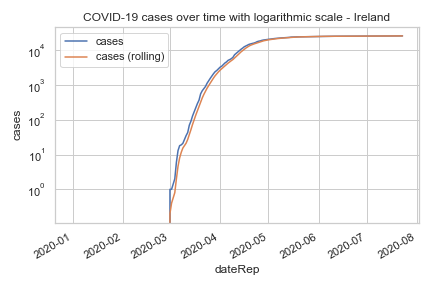 COVID-19 cases over time with logarithmic scale - Ireland
cases
cases (rolling)
10⁴
10³
10²
10¹
10⁰
cases
2020-01
2020-02
2020-03
2020-04
2020-05
2020-06
2020-07
2020-08
dateRep